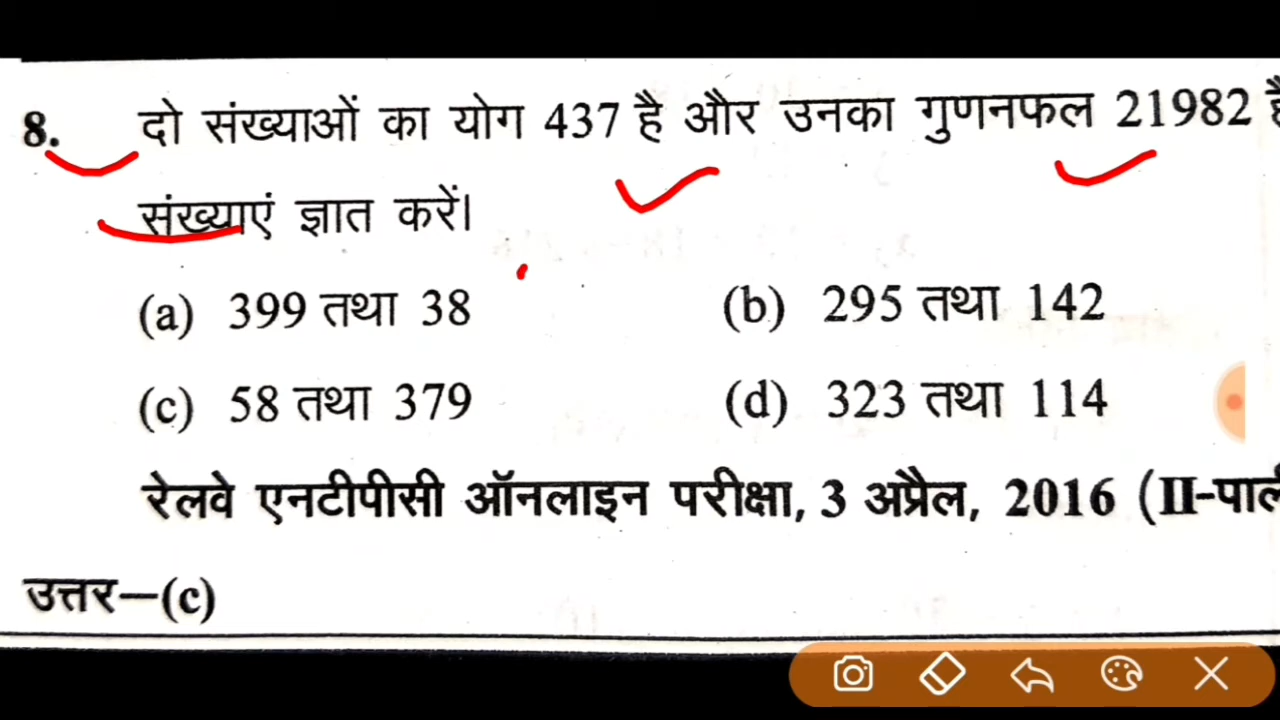 8. दो संख्याओं का योग 437 है और उनका गुणनफल 21982 है
संख्याएं ज्ञात करें।
(a) 399 तथा 38 (b) 295 तथा 142
(c) 58 तथा 379 (d) 323 तथा 114
रेलवे एनटीपीसी ऑनलाइन परीक्षा, 3 अप्रैल, 2016 (II-पाली
उत्तर–(c)